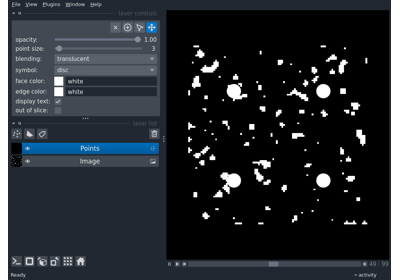 File View Plugins Window Help
layer controls
opacity: 1.00
point size: 3
blending: translucent
symbol: disc
face color: white
edge color: white
display text:
out of slice:
layer list
Points
Image
49 99
Ready activity